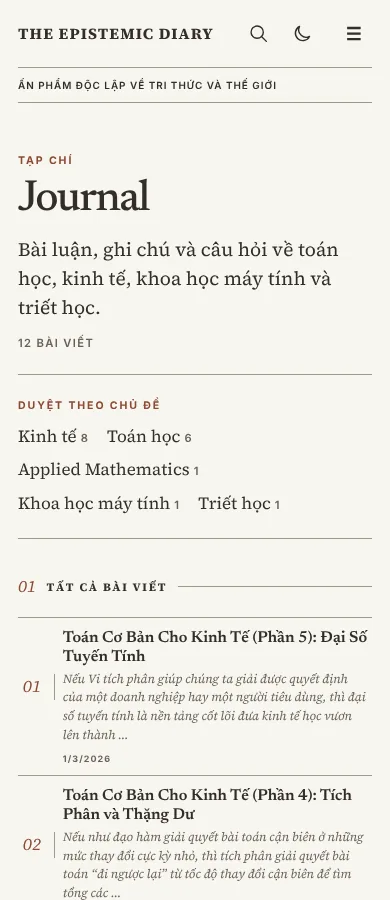 THE EPISTEMIC DIARY
ẤN PHẨM ĐỘC LẬP VỀ TRI THỨC VÀ THẾ GIỚI
TẠP CHÍ
Journal
Bài luận, ghi chú và câu hỏi về toán
học, kinh tế, khoa học máy tính và
triết học.
12 BÀI VIẾT
DUYỆT THEO CHỦ ĐỀ
Kinh tế 8 Toán học 6
Applied Mathematics 1
Khoa học máy tính 1 Triết học 1
01 TẤT CẢ BÀI VIẾT
Toán Cơ Bản Cho Kinh Tế (Phần 5): Đại Số
Tuyến Tính
01
Nếu Vi tích phân giúp chúng ta giải được quyết định
của một doanh nghiệp hay một người tiêu dùng, thì đại
số tuyến tính là nền tảng cốt lõi đưa kinh tế học vươn
lên thành ...
1/3/2026
Toán Cơ Bản Cho Kinh Tế (Phần 4): Tích
Phân và Thặng Dư
02
Nếu như đạo hàm giải quyết bài toán cận biên ở những
mức thay đổi cực kỳ nhỏ, thì tích phân giải quyết bài
toán “đi ngược lại” từ tốc độ thay đổi cận biên để tìm
tổng các ...